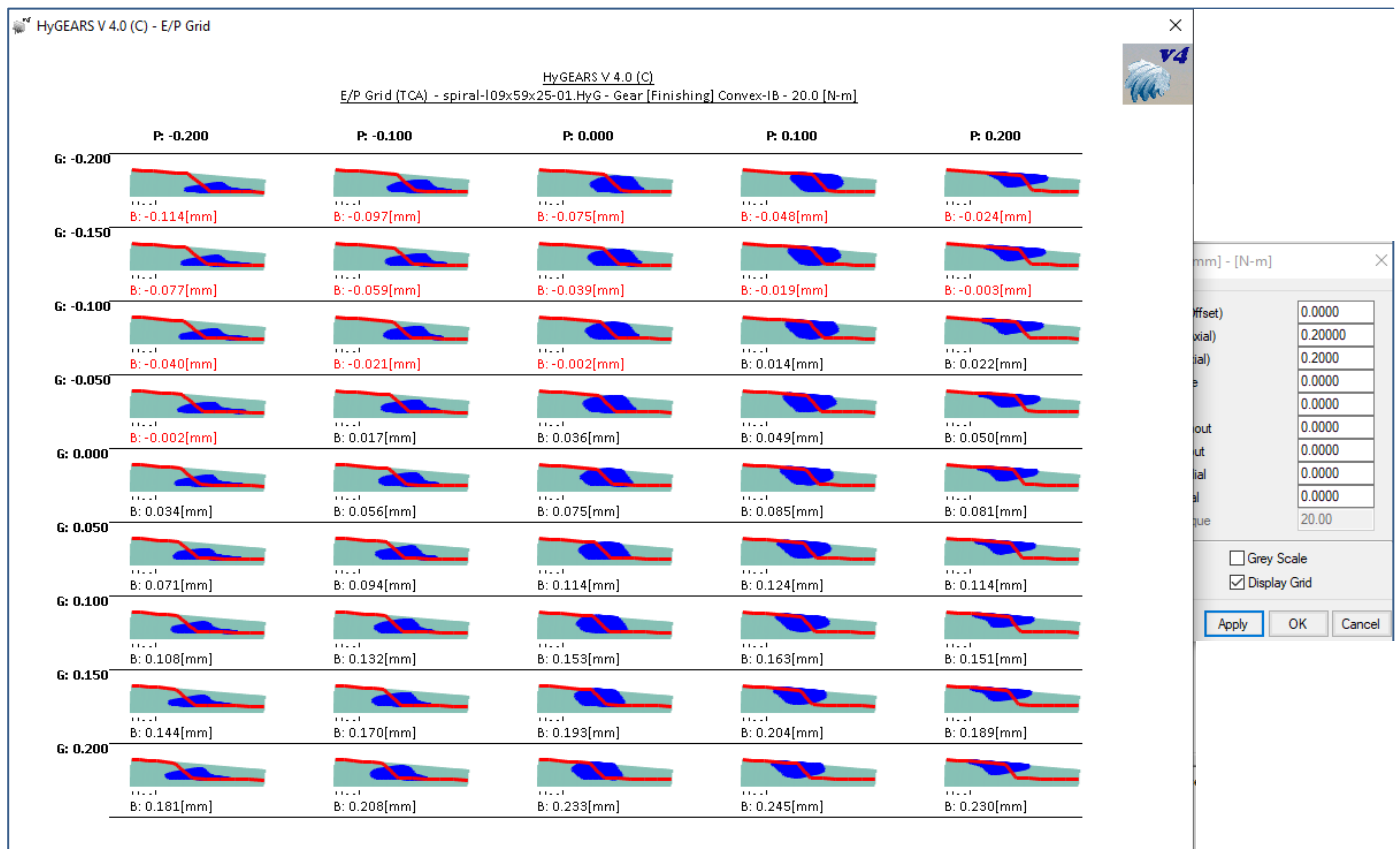 HyGEARS V 4.0 (C) - E/P Grid
V4
HyGEARS V 4.0 (C)
E/P Grid (TCA) - spiral-l09x59x25-01.HyG - Gear [Finishing] Convex-IB - 20.0 [N-m]
P: -0.200 P: -0.100 P: 0.000 P: 0.100 P: 0.200
G: -0.200
B: -0.114[mm] B: -0.097[mm] B: -0.075[mm] B: -0.048[mm] B: -0.024[mm]
G: -0.150
B: -0.077[mm] B: -0.059[mm] B: -0.039[mm] B: -0.019[mm] B: -0.003[mm]
G: -0.100
B: -0.040[mm] B: -0.021[mm] B: -0.002[mm] B: 0.014[mm] B: 0.022[mm]
G: -0.050
B: -0.002[mm] B: 0.017[mm] B: 0.036[mm] B: 0.049[mm] B: 0.050[mm]
G: 0.000
B: 0.034[mm] B: 0.056[mm] B: 0.075[mm] B: 0.085[mm] B: 0.081[mm]
G: 0.050
B: 0.071[mm] B: 0.094[mm] B: 0.114[mm] B: 0.124[mm] B: 0.114[mm]
G: 0.100
B: 0.108[mm] B: 0.132[mm] B: 0.153[mm] B: 0.163[mm] B: 0.151[mm]
G: 0.150
B: 0.144[mm] B: 0.170[mm] B: 0.193[mm] B: 0.204[mm] B: 0.189[mm]
G: 0.200
B: 0.181[mm] B: 0.208[mm] B: 0.233[mm] B: 0.245[mm] B: 0.230[mm]
mm] - [N-m]
ffset) 0.0000
xial) 0.20000
ial) 0.2000
e 0.0000
0.0000
nout 0.0000
ut 0.0000
lial 0.0000
al 0.0000
que 20.00
Grey Scale
Display Grid
Apply OK Cancel